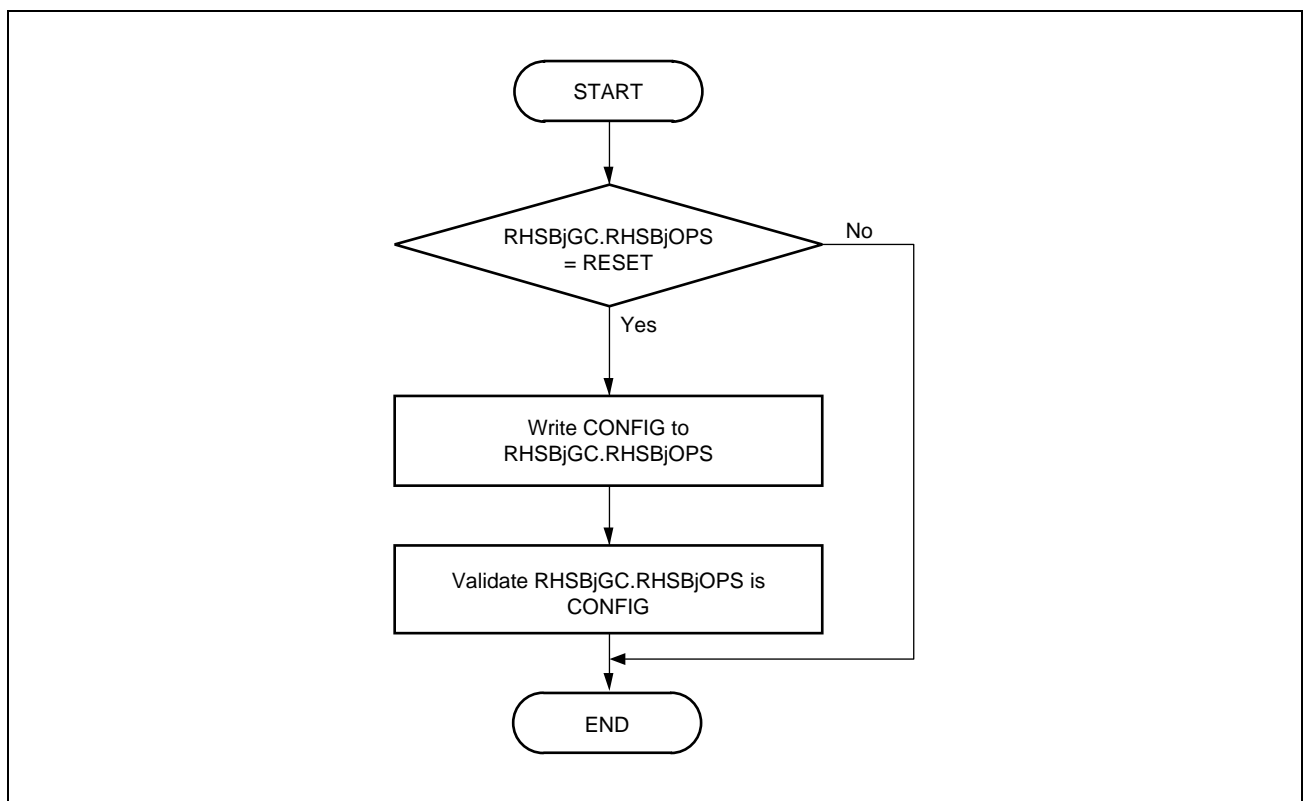 START
RHSBjGC.RHSBjOPS
= RESET
No
Yes
Write CONFIG to
RHSBjGC.RHSBjOPS
Validate RHSBjGC.RHSBjOPS is
CONFIG
END